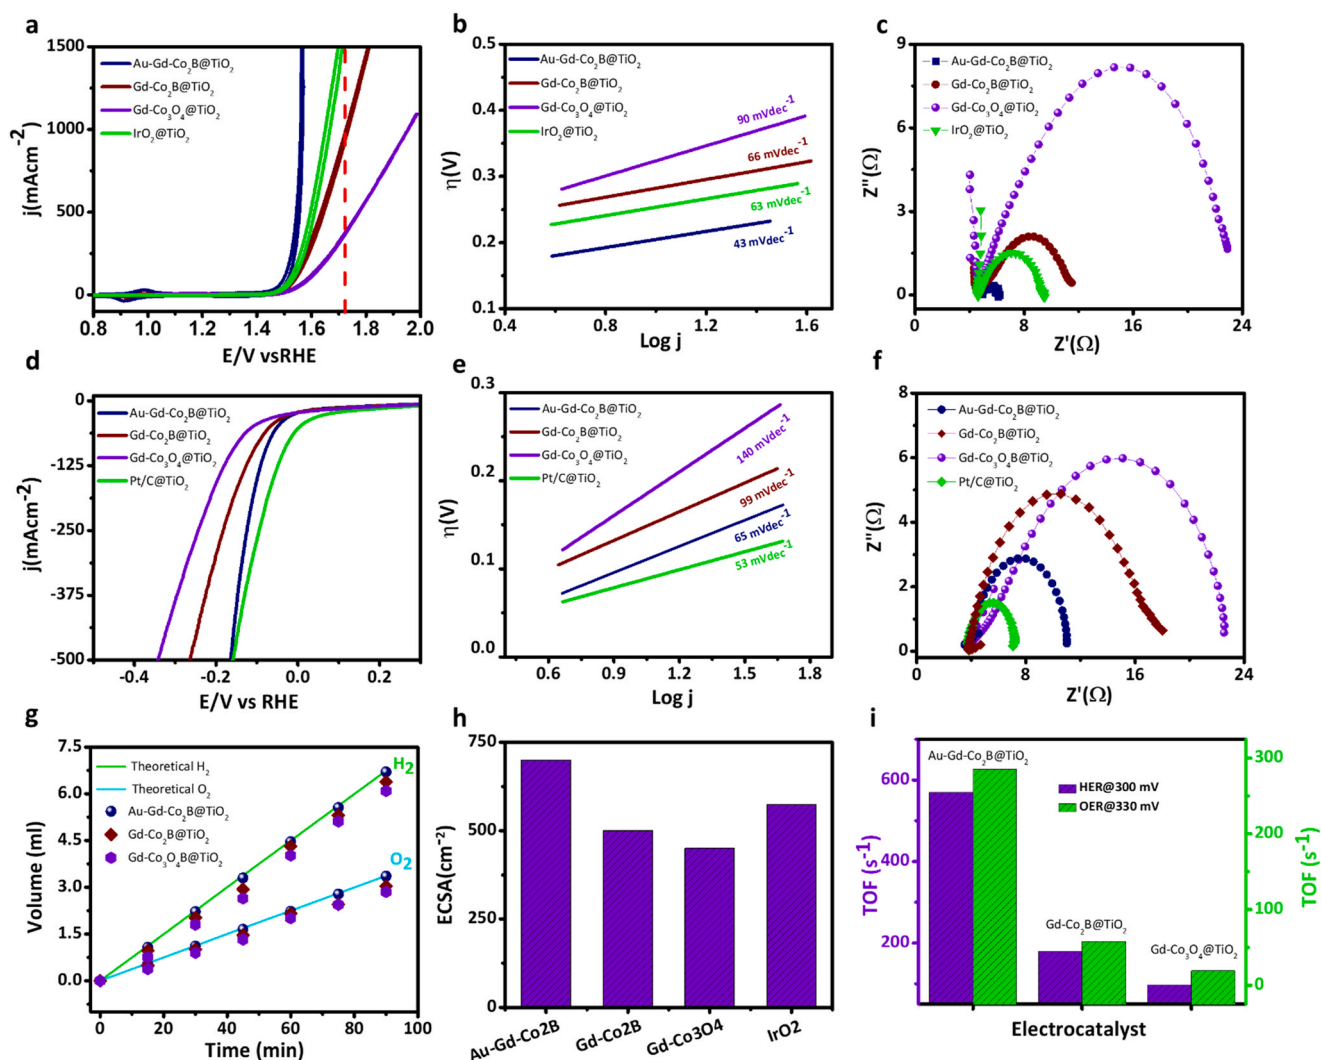 a
1500
1000
500
0
0.8 1.0 1.2 1.4 1.6 1.8 2.0
j(mAcm⁻²)
E/V vsRHE
Au-Gd-Co₂B@TiO₂
Gd-Co₂B@TiO₂
Gd-Co₃O₄@TiO₂
IrO₂@TiO₂
b
0.5
0.4
0.3
0.2
0.1
0.4 0.8 1.2 1.6
η(V)
Log j
Au-Gd-Co₂B@TiO₂
Gd-Co₂B@TiO₂
Gd-Co₃O₄@TiO₂
IrO₂@TiO₂
90 mVdec⁻¹
66 mVdec⁻¹
63 mVdec⁻¹
43 mVdec⁻¹
c
9
6
3
0
0 8 16 24
Z''(Ω)
Z'(Ω)
Au-Gd-Co₂B@TiO₂
Gd-Co₂B@TiO₂
Gd-Co₃O₄@TiO₂
IrO₂@TiO₂
d
0
-125
-250
-375
-500
-0.4 -0.2 0.0 0.2
j(mAcm⁻²)
E/V vs RHE
Au-Gd-Co₂B@TiO₂
Gd-Co₂B@TiO₂
Gd-Co₃O₄@TiO₂
Pt/C@TiO₂
e
0.3
0.2
0.1
0.0
0.6 0.9 1.2 1.5 1.8
η(V)
Log j
Au-Gd-Co₂B@TiO₂
Gd-Co₂B@TiO₂
Gd-Co₃O₄@TiO₂
Pt/C@TiO₂
140 mVdec⁻¹
99 mVdec⁻¹
65 mVdec⁻¹
53 mVdec⁻¹
f
8
6
4
2
0
0 8 16 24
Z''(Ω)
Z'(Ω)
Au-Gd-Co₂B@TiO₂
Gd-Co₂B@TiO₂
Gd-Co₃O₄B@TiO₂
Pt/C@TiO₂
g
7.5
6.0
4.5
3.0
1.5
0.0
0 20 40 60 80 100
Volume (ml)
Time (min)
Theoretical H₂
Theoretical O₂
Au-Gd-Co₂B@TiO₂
Gd-Co₂B@TiO₂
Gd-Co₃O₄B@TiO₂
H₂
O₂
h
750
500
250
0
ECSA(cm⁻²)
Au-Gd-Co2B
Gd-Co2B
Gd-Co3O4
IrO2
i
600
400
200
TOF (s⁻¹)
300
200
100
0
TOF (s⁻¹)
Au-Gd-Co₂B@TiO₂
HER@300 mV
OER@330 mV
Gd-Co₂B@TiO₂
Gd-Co₃O₄@TiO₂
Electrocatalyst